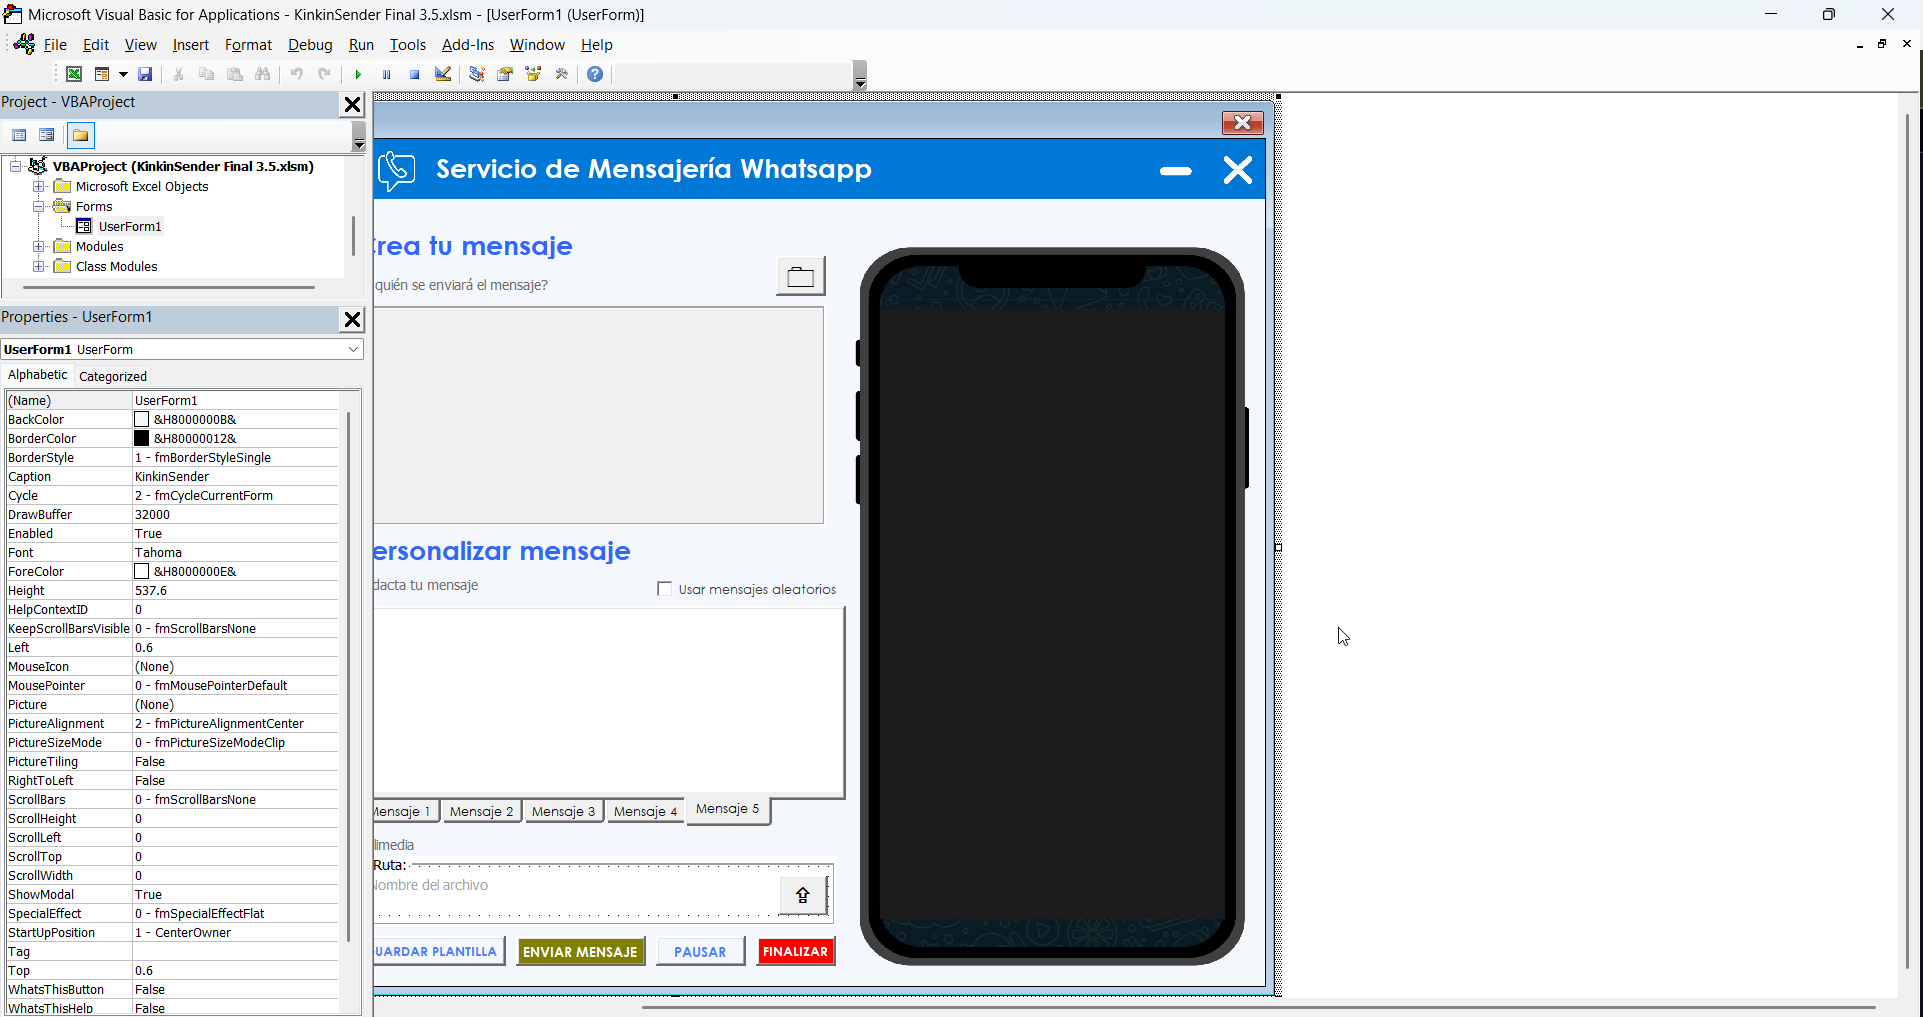 Microsoft Visual Basic for Applications - KinkinSender Final 3.5.xlsm - [UserForm1 (UserForm)]
File Edit View Insert Format Debug Run Tools Add-Ins Window Help
Project - VBAProject
VBAProject (KinkinSender Final 3.5.xlsm)
Microsoft Excel Objects
Forms
UserForm1
Modules
Class Modules
Properties - UserForm1
UserForm1 UserForm
Alphabetic Categorized
(Name) UserForm1
BackColor &H8000000B&
BorderColor &H80000012&
BorderStyle 1 - fmBorderStyleSingle
Caption KinkinSender
Cycle 2 - fmCycleCurrentForm
DrawBuffer 32000
Enabled True
Font Tahoma
ForeColor &H8000000E&
Height 537.6
HelpContextID 0
KeepScrollBarsVisible 0 - fmScrollBarsNone
Left 0.6
MouseIcon (None)
MousePointer 0 - fmMousePointerDefault
Picture (None)
PictureAlignment 2 - fmPictureAlignmentCenter
PictureSizeMode 0 - fmPictureSizeModeClip
PictureTiling False
RightToLeft False
ScrollBars 0 - fmScrollBarsNone
ScrollHeight 0
ScrollLeft 0
ScrollTop 0
ScrollWidth 0
ShowModal True
SpecialEffect 0 - fmSpecialEffectFlat
StartUpPosition 1 - CenterOwner
Tag
Top 0.6
WhatsThisButton False
WhatsThisHelp False
Servicio de Mensajería Whatsapp
rea tu mensaje
quién se enviará el mensaje?
ersonalizar mensaje
dacta tu mensaje
Usar mensajes aleatorios
Mensaje 1 Mensaje 2 Mensaje 3 Mensaje 4 Mensaje 5
limedia
Ruta:
Nombre del archivo
UARDAR PLANTILLA ENVIAR MENSAJE PAUSAR FINALIZAR